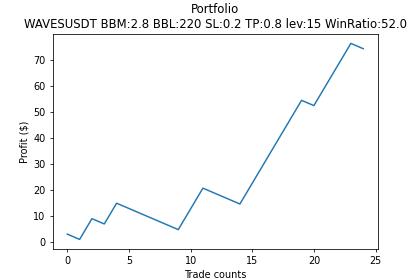 Portfolio
WAVESUSDT BBM:2.8 BBL:220 SL:0.2 TP:0.8 lev:15 WinRatio:52.0
Profit ($)
80
70
60
50
40
30
20
10
0
0 5 10 15 20 25
Trade counts